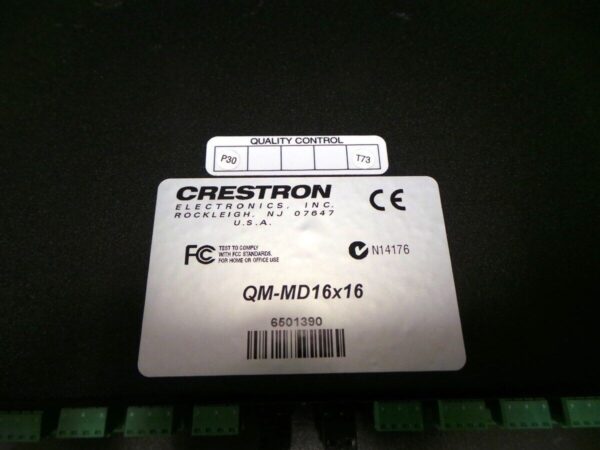 QUALITY CONTROL
P30 T73
CRESTRON
ELECTRONICS, INC.
ROCKLEIGH, NJ 07647
U.S.A.
CE
FC TEST TO COMPLY
WITH FCC STANDARDS.
FOR HOME OR OFFICE USE
N14176
QM-MD16x16
6501390